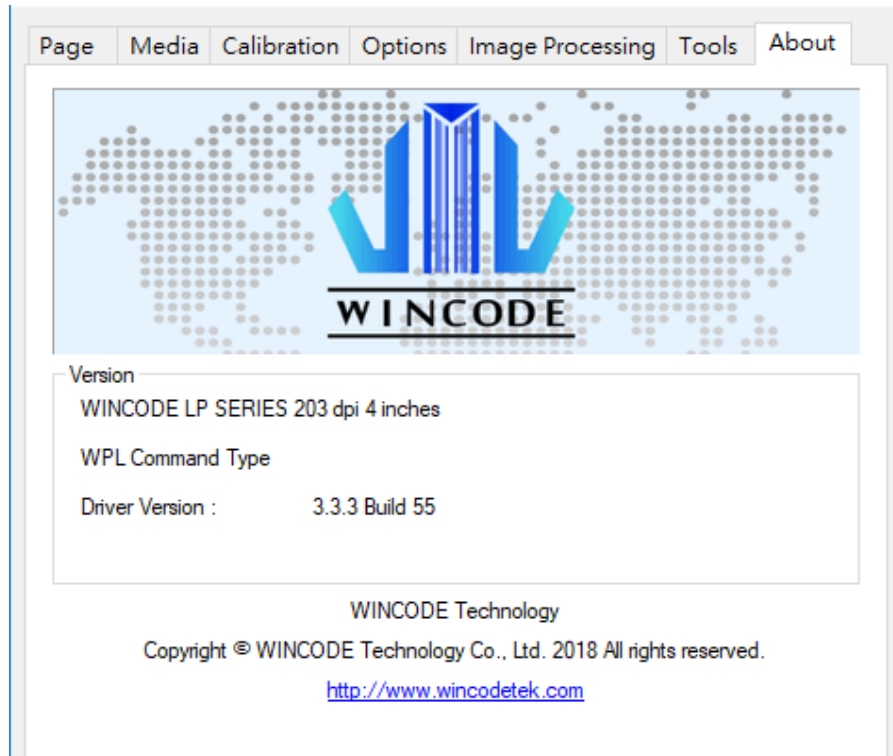 Page Media Calibration Options Image Processing Tools About
WINCODE
Version
WINCODE LP SERIES 203 dpi 4 inches
WPL Command Type
Driver Version : 3.3.3 Build 55
WINCODE Technology
Copyright © WINCODE Technology Co., Ltd. 2018 All rights reserved.
http://www.wincodetek.com